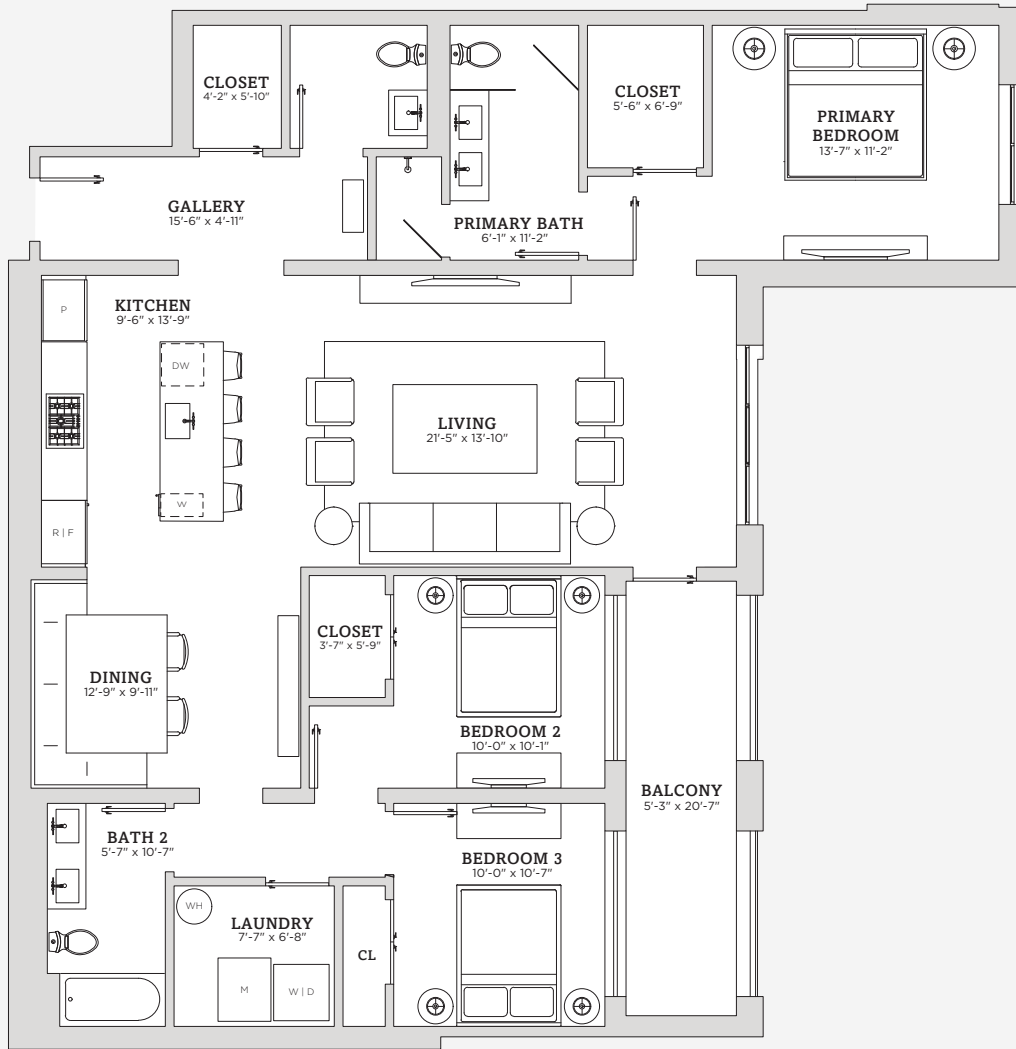 CLOSET
4'-2" x 5'-10"
CLOSET
5'-6" x 6'-9"
PRIMARY
BEDROOM
13'-7" x 11'-2"
GALLERY
15'-6" x 4'-11"
PRIMARY BATH
6'-1" x 11'-2"
KITCHEN
9'-6" x 13'-9"
P
DW
LIVING
21'-5" x 13'-10"
W
R|F
CLOSET
3'-7" x 5'-9"
DINING
12'-9" x 9'-11"
BEDROOM 2
10'-0" x 10'-1"
BALCONY
5'-3" x 20'-7"
BATH 2
5'-7" x 10'-7"
BEDROOM 3
10'-0" x 10'-7"
WH
LAUNDRY
7'-7" x 6'-8"
CL
M
W|D